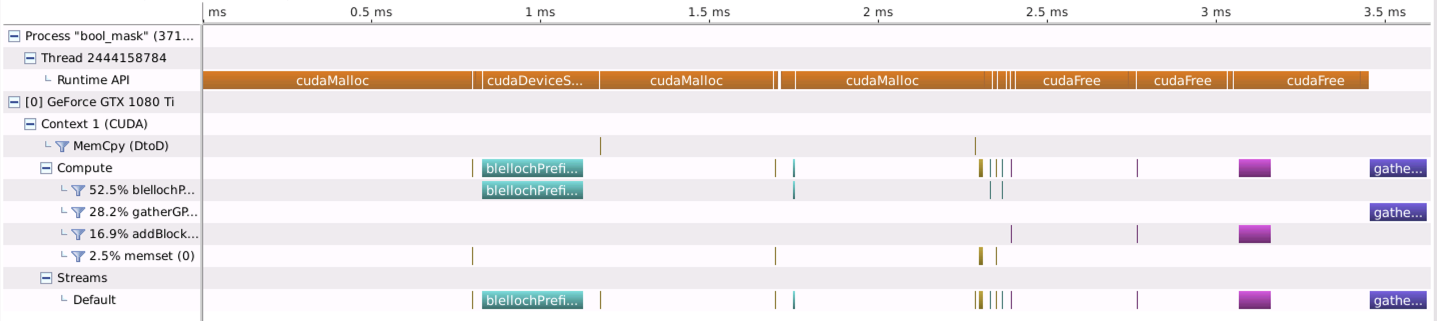 ms 0.5 ms 1 ms 1.5 ms 2 ms 2.5 ms 3 ms 3.5 ms
Process "bool_mask" (371...
Thread 2444158784
Runtime API cudaMalloc cudaDeviceS... cudaMalloc cudaMalloc cudaFree cudaFree cudaFree
[0] GeForce GTX 1080 Ti
Context 1 (CUDA)
MemCpy (DtoD)
Compute blellochPrefi... gathe...
52.5% blellochP... blellochPrefi...
28.2% gatherGP... gathe...
16.9% addBlock...
2.5% memset (0)
Streams
Default blellochPrefi... gathe...